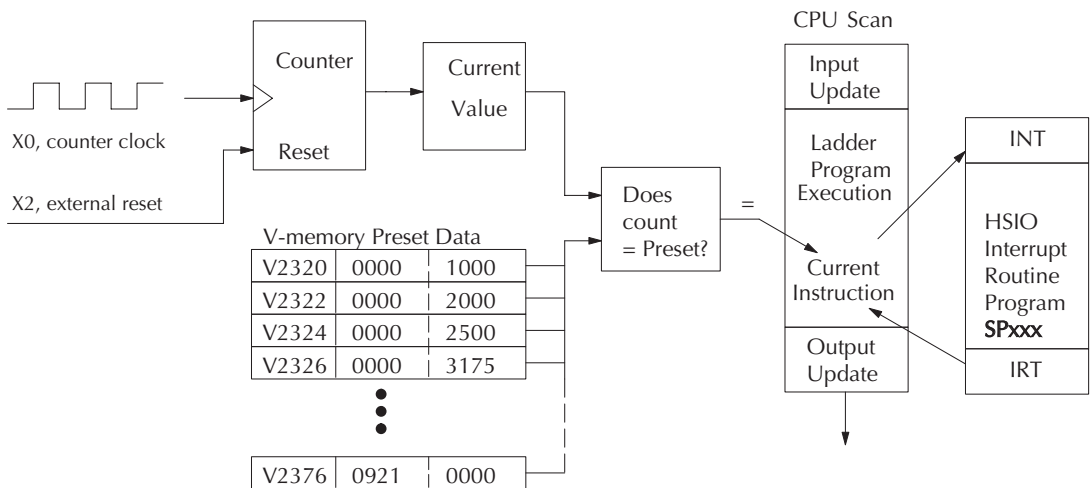 CPU Scan
Counter
Reset
Current
Value
X0, counter clock
X2, external reset
Input
Update
Ladder
Program
Execution
Current
Instruction
Output
Update
INT
HSIO
Interrupt
Routine
Program
SPxxx
IRT
Does
count
= Preset?
=
V-memory Preset Data
V2320 0000 1000
V2322 0000 2000
V2324 0000 2500
V2326 0000 3175
V2376 0921 0000